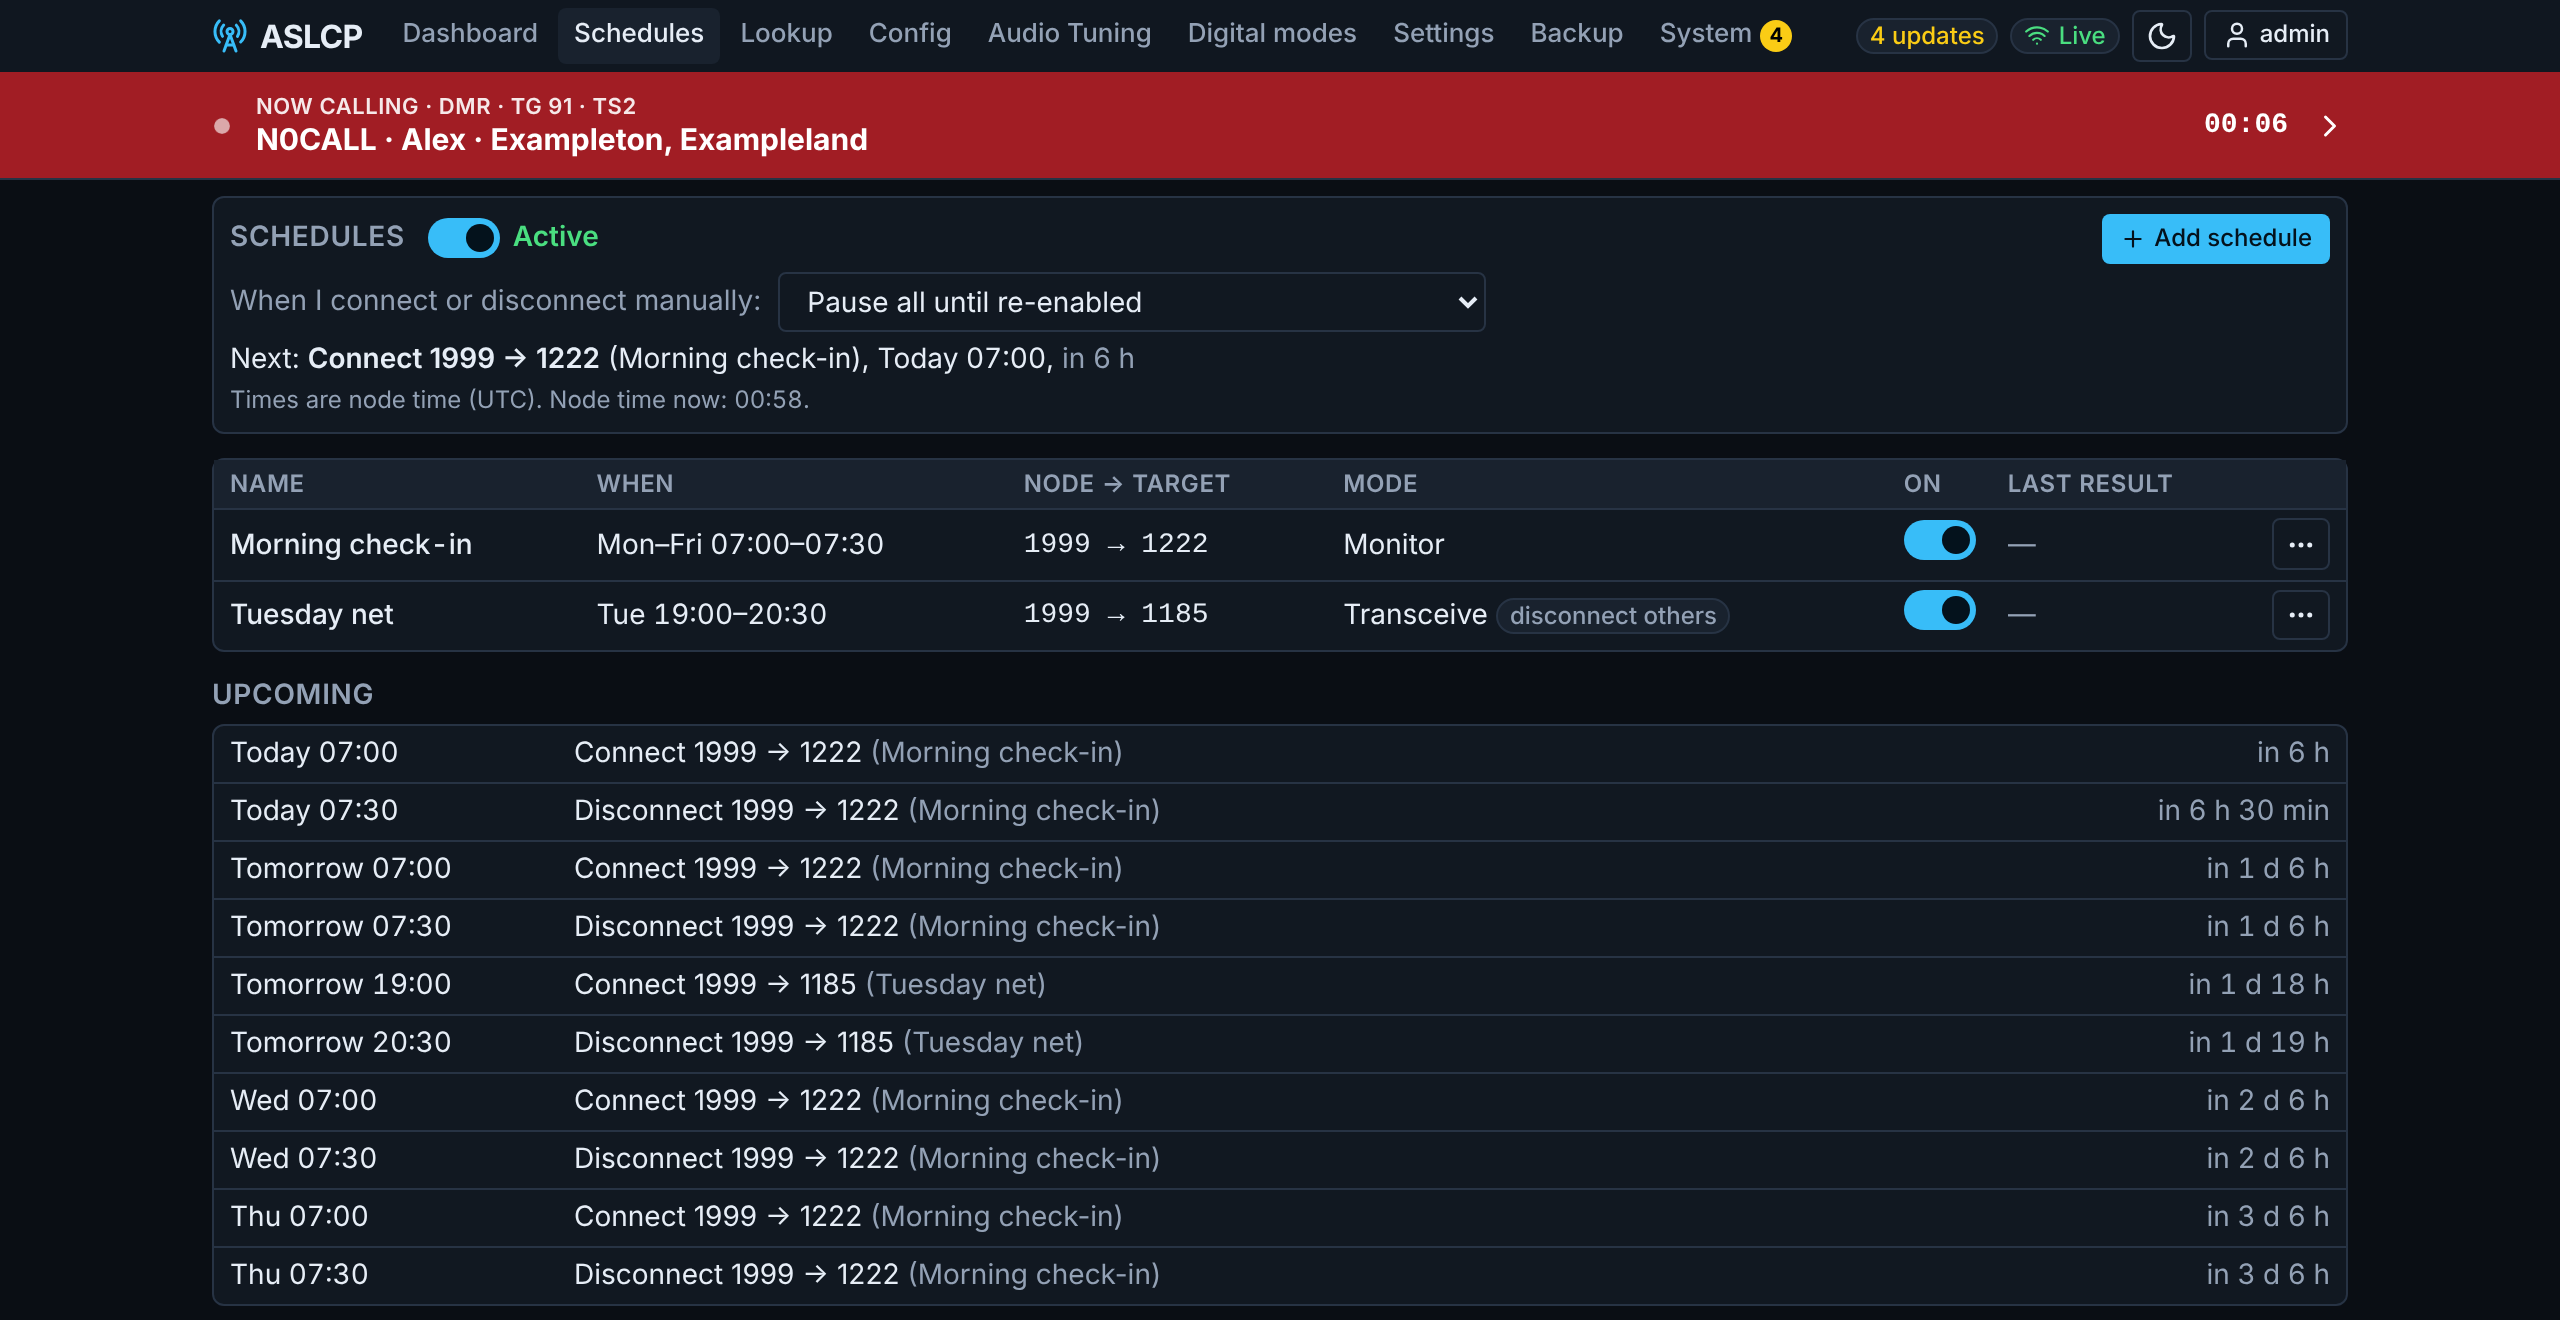 ASLCP Dashboard Schedules Lookup Config Audio Tuning Digital modes Settings Backup System 4 4 updates Live admin
NOW CALLING · DMR · TG 91 · TS2
N0CALL · Alex · Exampleton, Exampleland
00:06
SCHEDULES Active + Add schedule
When I connect or disconnect manually: Pause all until re-enabled
Next: Connect 1999 → 1222 (Morning check-in), Today 07:00, in 6 h
Times are node time (UTC). Node time now: 00:58.
NAME WHEN NODE → TARGET MODE ON LAST RESULT
Morning check-in Mon–Fri 07:00–07:30 1999 → 1222 Monitor — ···
Tuesday net Tue 19:00–20:30 1999 → 1185 Transceive disconnect others — ···
UPCOMING
Today 07:00 Connect 1999 → 1222 (Morning check-in) in 6 h
Today 07:30 Disconnect 1999 → 1222 (Morning check-in) in 6 h 30 min
Tomorrow 07:00 Connect 1999 → 1222 (Morning check-in) in 1 d 6 h
Tomorrow 07:30 Disconnect 1999 → 1222 (Morning check-in) in 1 d 6 h
Tomorrow 19:00 Connect 1999 → 1185 (Tuesday net) in 1 d 18 h
Tomorrow 20:30 Disconnect 1999 → 1185 (Tuesday net) in 1 d 19 h
Wed 07:00 Connect 1999 → 1222 (Morning check-in) in 2 d 6 h
Wed 07:30 Disconnect 1999 → 1222 (Morning check-in) in 2 d 6 h
Thu 07:00 Connect 1999 → 1222 (Morning check-in) in 3 d 6 h
Thu 07:30 Disconnect 1999 → 1222 (Morning check-in) in 3 d 6 h